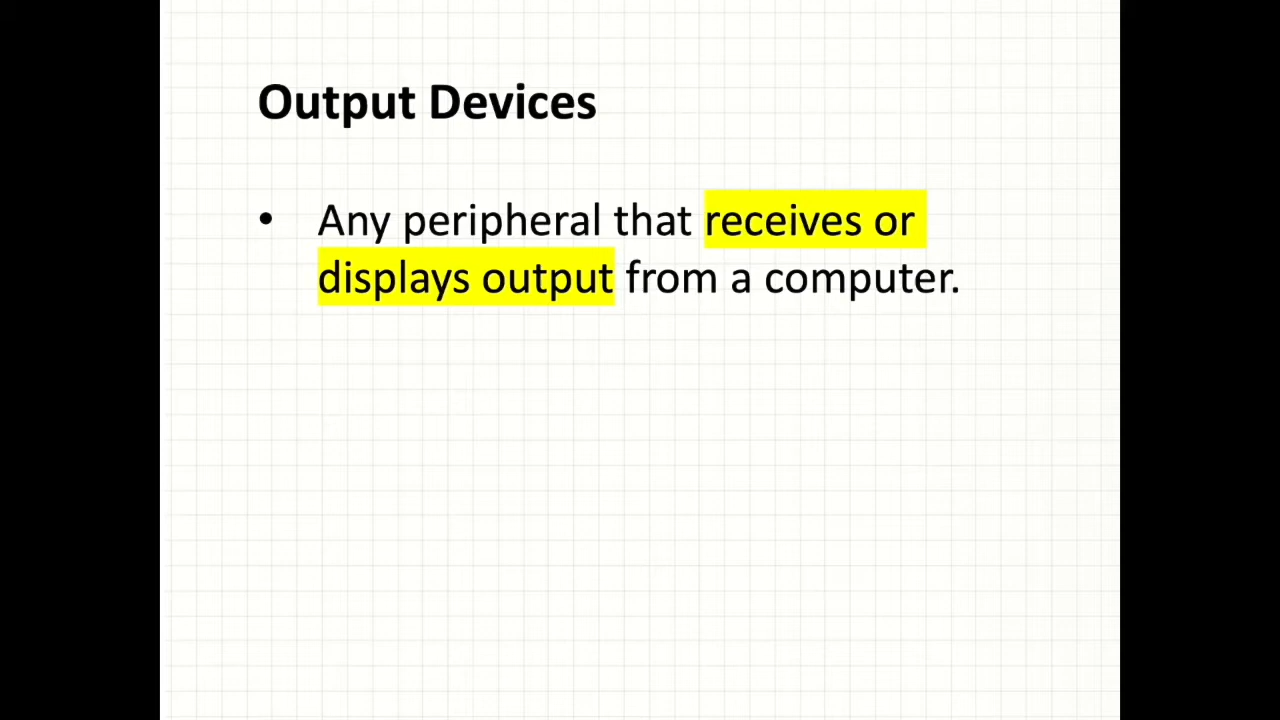 Output Devices
• Any peripheral that receives or
displays output from a computer.